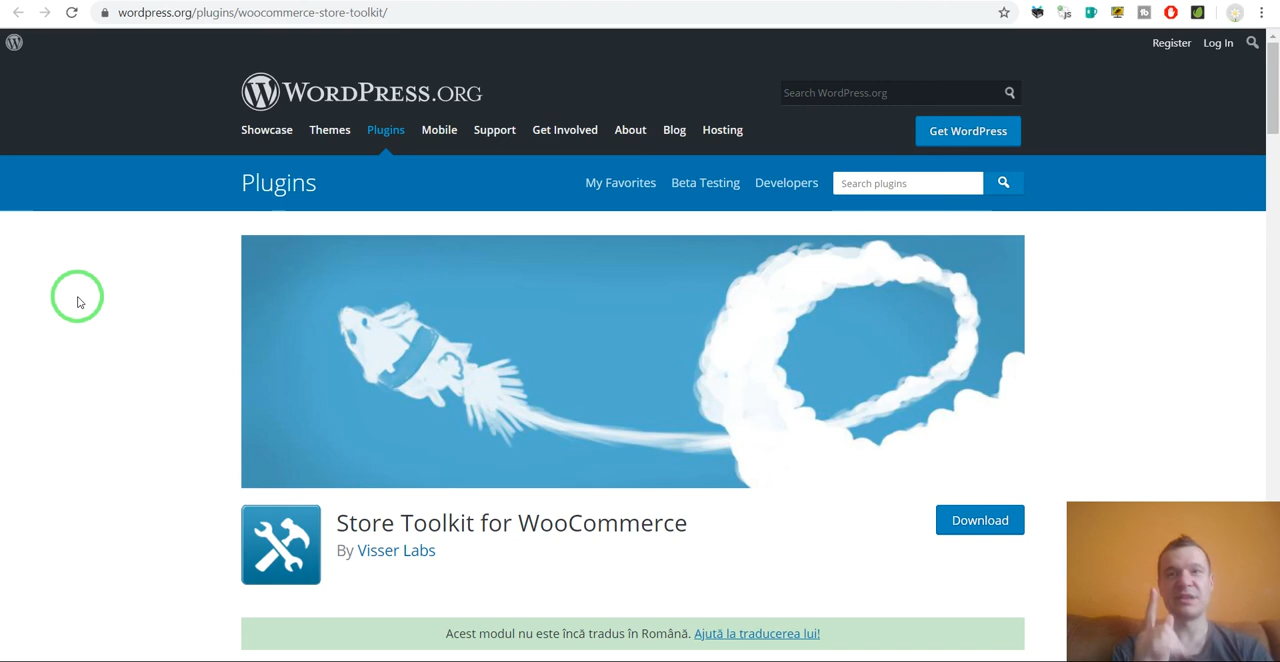 wordpress.org/plugins/woocommerce-store-toolkit/
Register Log In
WORDPRESS.ORG
Search WordPress.org
Showcase Themes Plugins Mobile Support Get Involved About Blog Hosting
Get WordPress
Plugins
My Favorites Beta Testing Developers
Search plugins
Store Toolkit for WooCommerce
Download
By Visser Labs
Acest modul nu este încă tradus în Română. Ajută la traducerea lui!